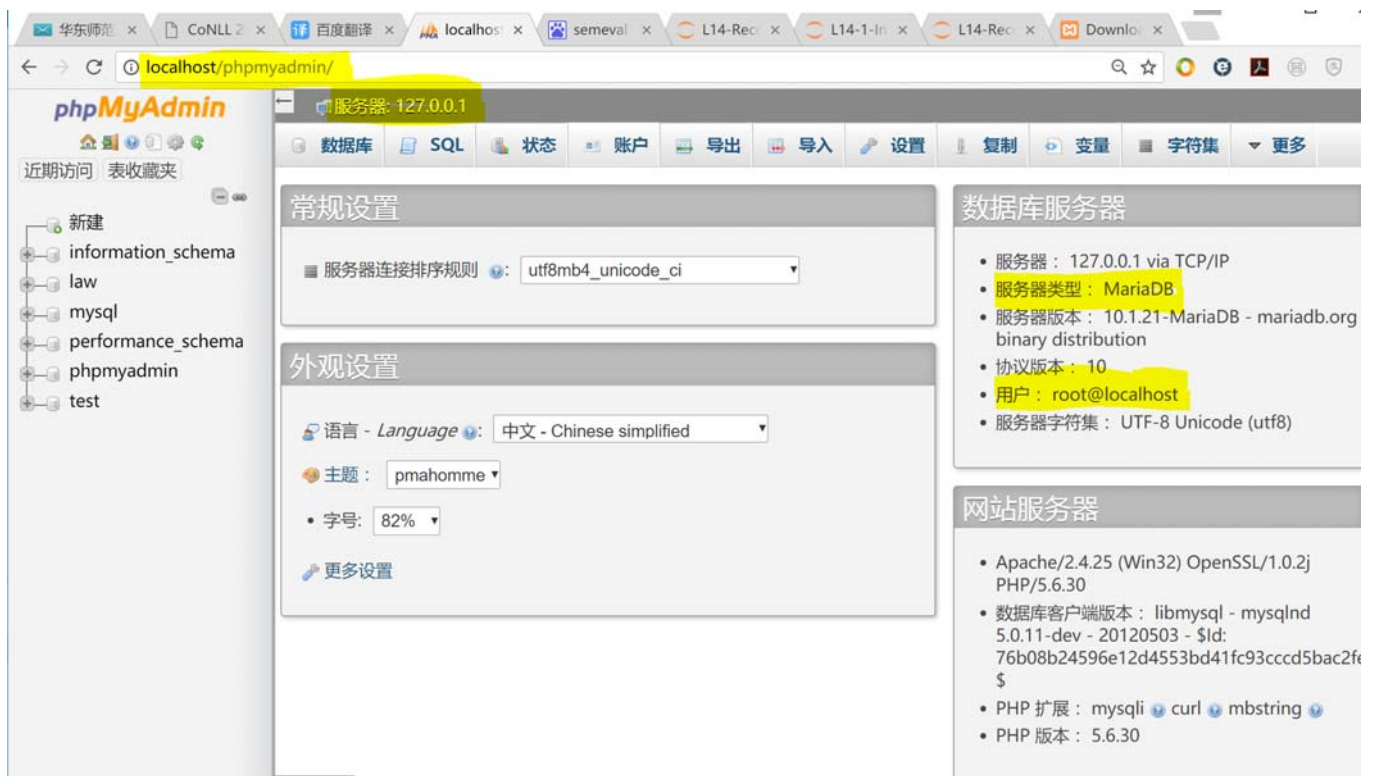 华东师范
CoNLL 2
百度翻译
localhos
semeval
L14-Rec
L14-1-In
L14-Rec
Downlo
localhost/phpmyadmin/
phpMyAdmin
近期访问 表收藏夹
新建
information_schema
law
mysql
performance_schema
phpmyadmin
test
服务器: 127.0.0.1
数据库 SQL 状态 账户 导出 导入 设置 复制 变量 字符集 更多
常规设置
服务器连接排序规则 : utf8mb4_unicode_ci
外观设置
语言 - Language : 中文 - Chinese simplified
主题 : pmahomme
字号: 82%
更多设置
数据库服务器
服务器 : 127.0.0.1 via TCP/IP
服务器类型 : MariaDB
服务器版本 : 10.1.21-MariaDB - mariadb.org
binary distribution
协议版本 : 10
用户 : root@localhost
服务器字符集 : UTF-8 Unicode (utf8)
网站服务器
Apache/2.4.25 (Win32) OpenSSL/1.0.2j
PHP/5.6.30
数据库客户端版本 : libmysql - mysqlnd
5.0.11-dev - 20120503 - $Id:
76b08b24596e12d4553bd41fc93cccd5bac2fe
$
PHP 扩展 : mysqli curl mbstring
PHP 版本 : 5.6.30